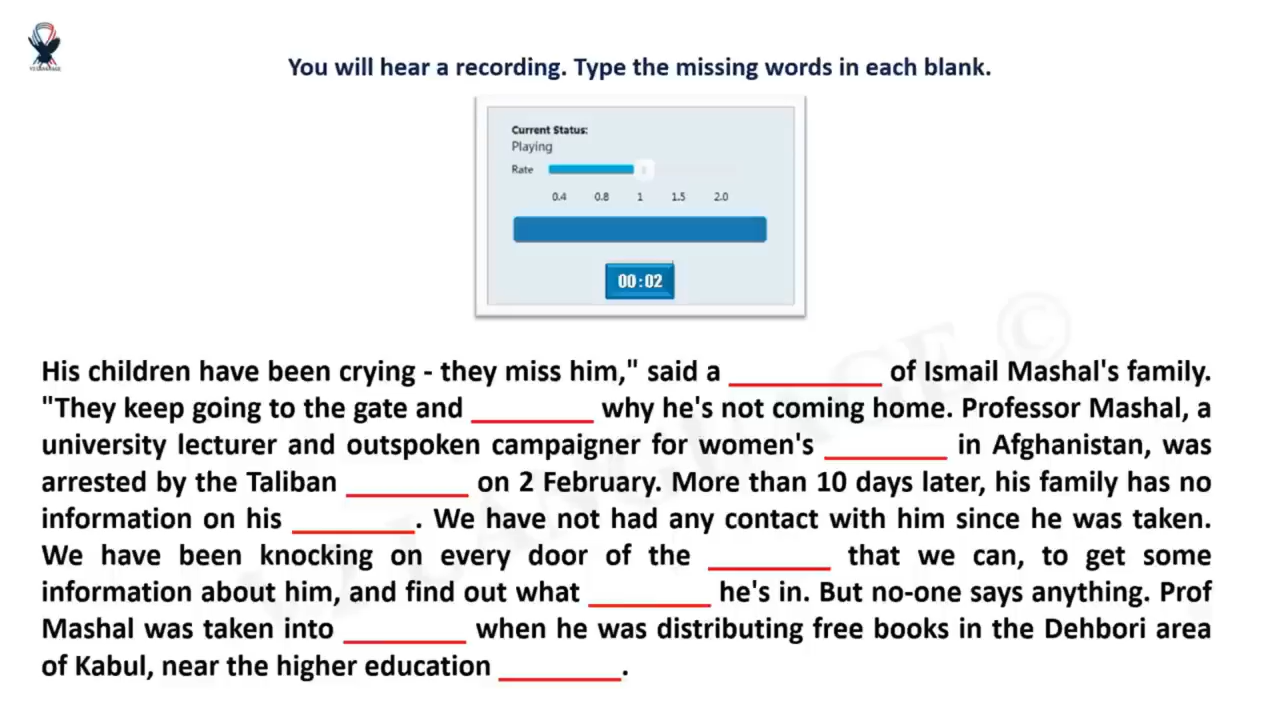 You will hear a recording. Type the missing words in each blank.
Current Status:
Playing
Rate
0.4 0.8 1 1.5 2.0
00:02
His children have been crying - they miss him," said a __________ of Ismail Mashal's family.
"They keep going to the gate and ________ why he's not coming home. Professor Mashal, a
university lecturer and outspoken campaigner for women's ________ in Afghanistan, was
arrested by the Taliban ________ on 2 February. More than 10 days later, his family has no
information on his ________. We have not had any contact with him since he was taken.
We have been knocking on every door of the ________ that we can, to get some
information about him, and find out what ________ he's in. But no-one says anything. Prof
Mashal was taken into ________ when he was distributing free books in the Dehbori area
of Kabul, near the higher education ________.